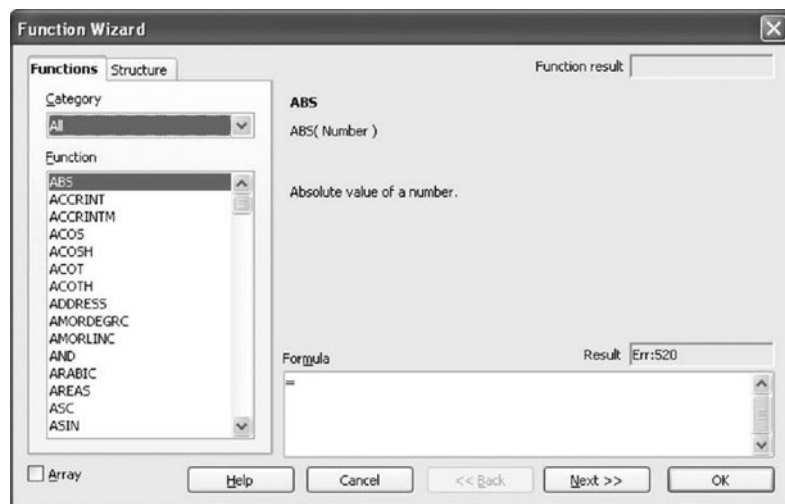 Function Wizard
Functions
Structure
Function result
Category
All
Function
ABS
ACCRINT
ACCRINTM
ACOS
ACOSH
ACOT
ACOTH
ADDRESS
AMORDEGRC
AMORLINC
AND
ARABIC
AREAS
ASC
ASIN
ABS
ABS( Number )
Absolute value of a number.
Formula
Result
Err:520
=
Array
Help
Cancel
<< Back
Next >>
OK